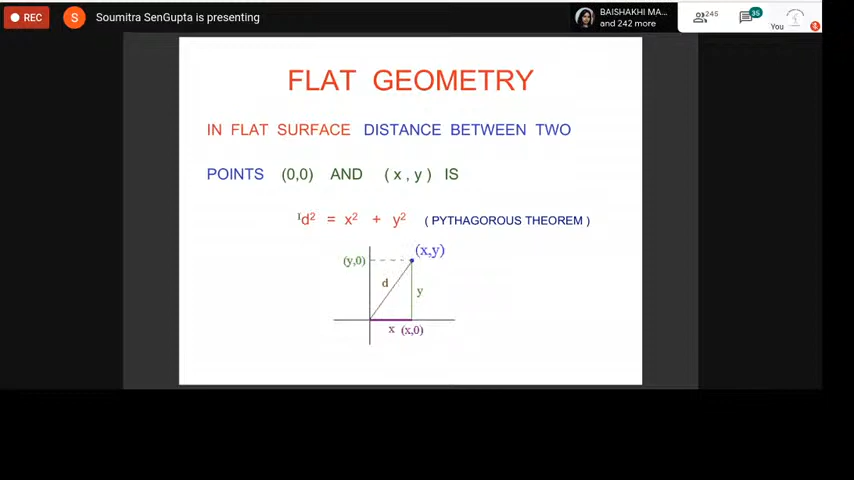 REC
S
Soumitra SenGupta is presenting
BAISHAKHI MA...
and 242 more
245
35
You
FLAT GEOMETRY
IN FLAT SURFACE DISTANCE BETWEEN TWO
POINTS (0,0) AND ( x , y ) IS
¹d² = x² + y² ( PYTHAGOROUS THEOREM )
(x,y)
(y,0)
d
y
x (x,0)